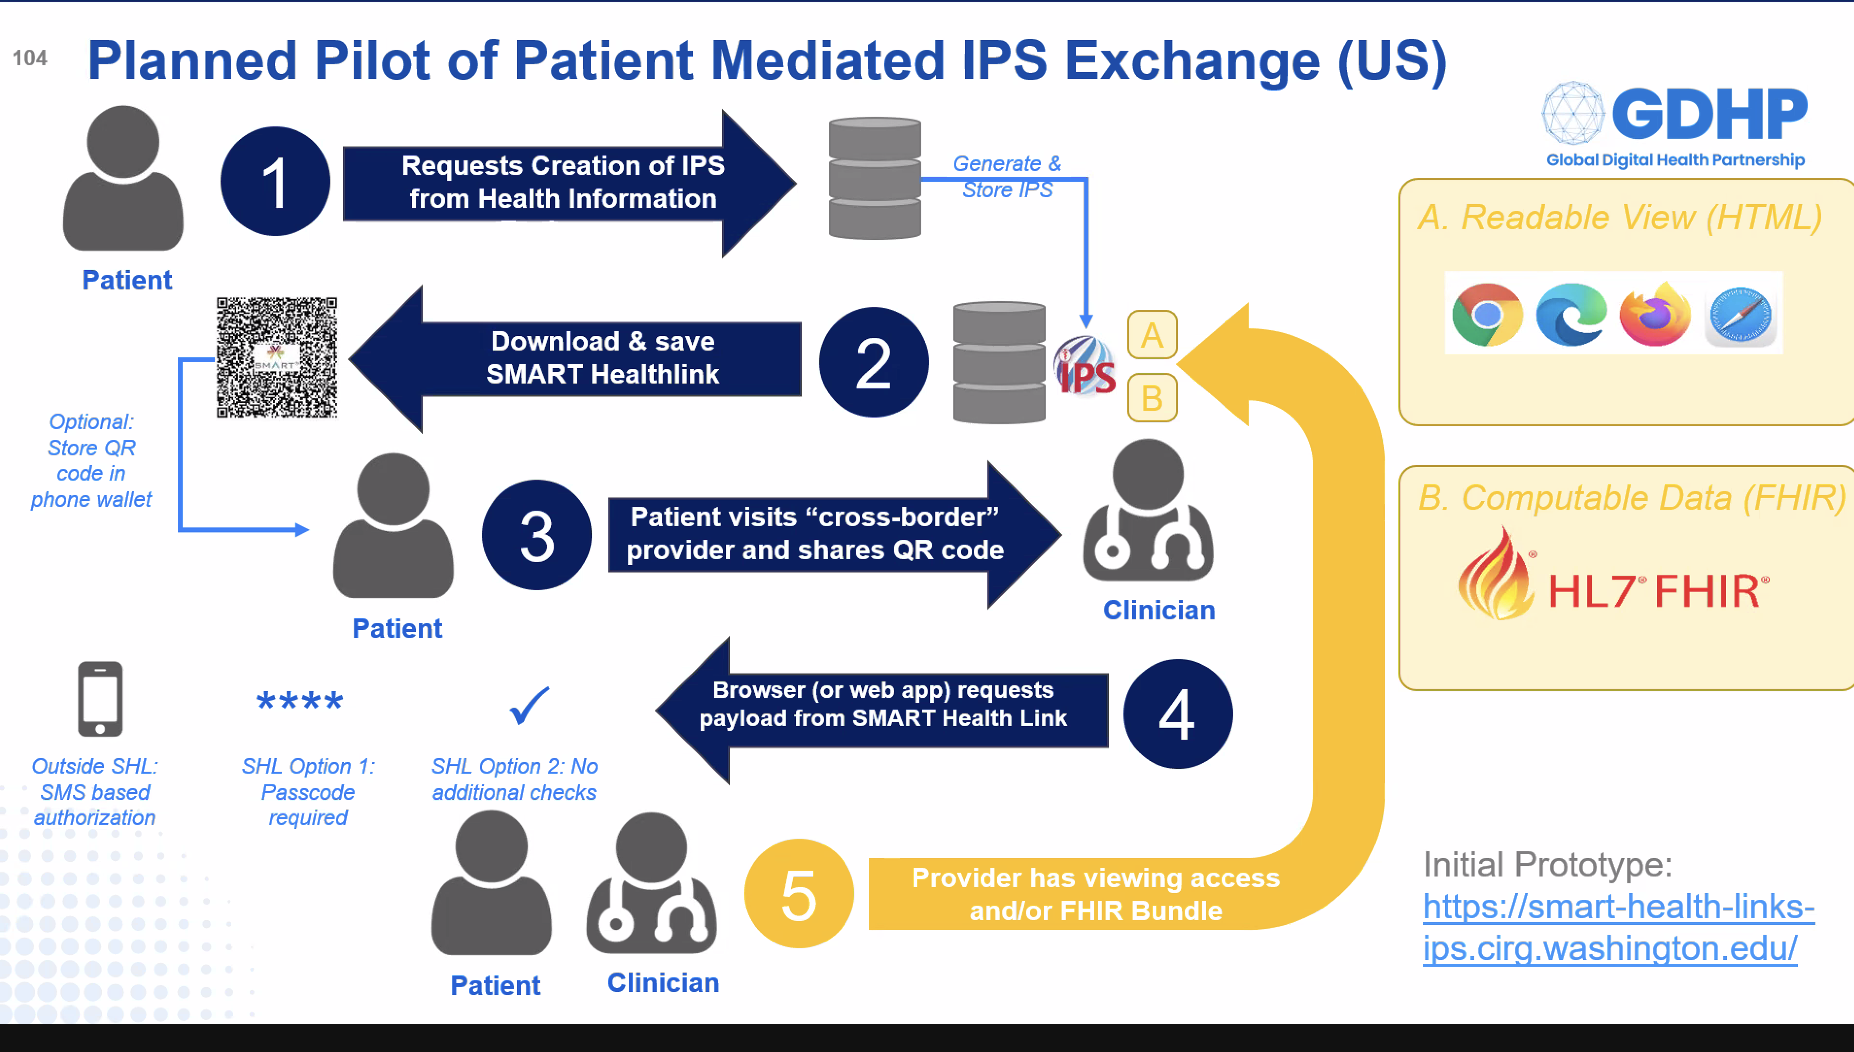 104
Planned Pilot of Patient Mediated IPS Exchange (US)
GDHP
Global Digital Health Partnership
Patient
1
Requests Creation of IPS
from Health Information
Generate &
Store IPS
A. Readable View (HTML)
SMART
Download & save
SMART Healthlink
2
IPS
A
B
Optional:
Store QR
code in
phone wallet
Patient
3
Patient visits “cross-border”
provider and shares QR code
Clinician
B. Computable Data (FHIR)
HL7® FHIR®
Browser (or web app) requests
payload from SMART Health Link
4
****
Outside SHL:
SMS based
authorization
SHL Option 1:
Passcode
required
SHL Option 2: No
additional checks
Patient
Clinician
5
Provider has viewing access
and/or FHIR Bundle
Initial Prototype:
https://smart-health-links-
ips.cirg.washington.edu/